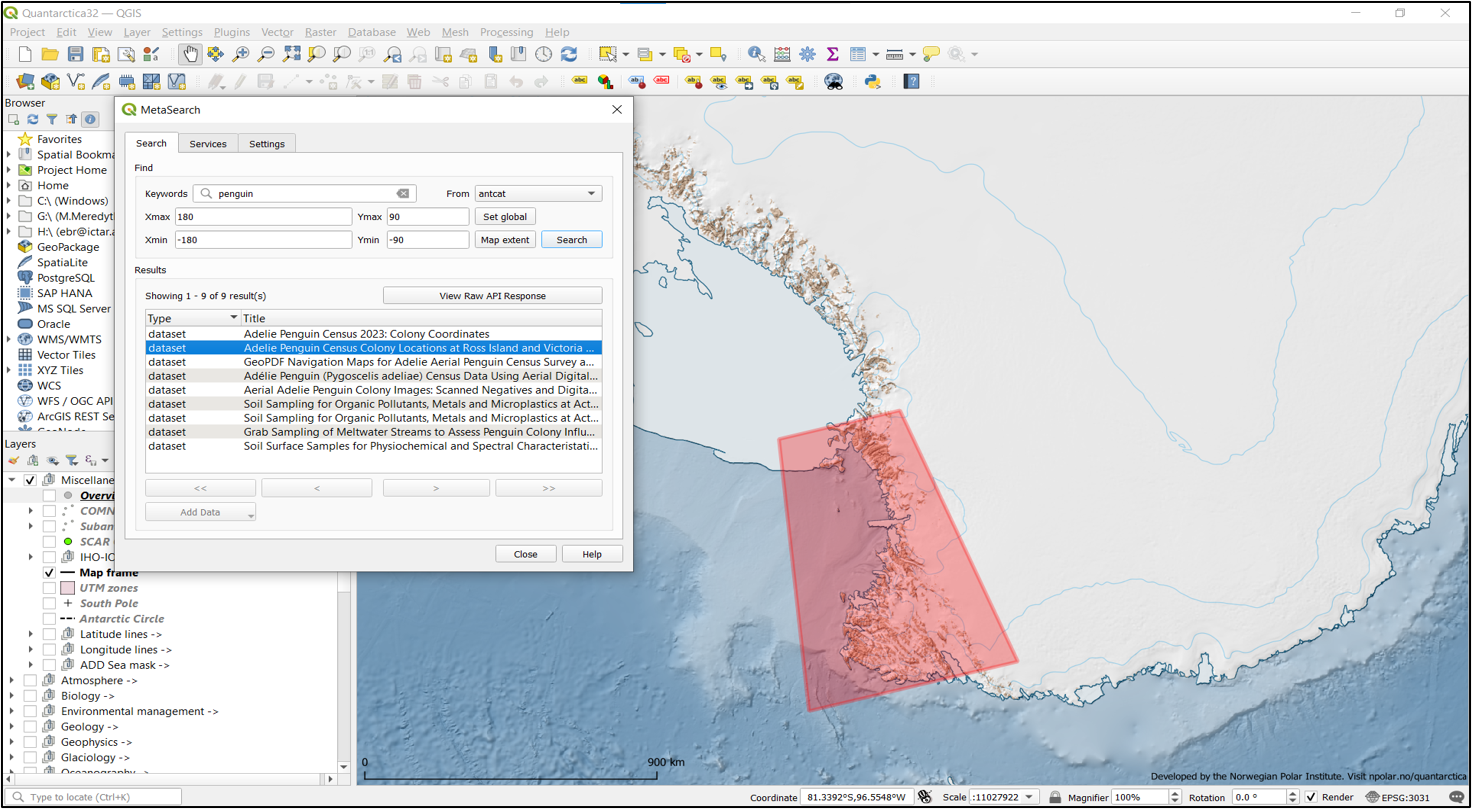 Quantarctica32 — QGIS
Project Edit View Layer Settings Plugins Vector Raster Database Web Mesh Processing Help
Browser
Favorites
Spatial Bookma
Project Home
Home
C:\ (Windows)
G:\ (M.Meredyt
H:\ (ebr@ictar.a
GeoPackage
SpatiaLite
PostgreSQL
SAP HANA
MS SQL Server
Oracle
WMS/WMTS
Vector Tiles
XYZ Tiles
WCS
WFS / OGC API
ArcGIS REST Se
Layers
Miscellane
Overvi
COMN
Suban
SCAR
IHO-IO
Map frame
UTM zones
South Pole
Antarctic Circle
Latitude lines ->
Longitude lines ->
ADD Sea mask ->
Atmosphere ->
Biology ->
Environmental management ->
Geology ->
Geophysics ->
Glaciology ->
Oceanography ->
MetaSearch
Search Services Settings
Find
Keywords penguin From antcat
Xmax 180 Ymax 90 Set global
Xmin -180 Ymin -90 Map extent Search
Results
Showing 1 - 9 of 9 result(s) View Raw API Response
Type Title
dataset Adelie Penguin Census 2023: Colony Coordinates
dataset Adelie Penguin Census Colony Locations at Ross Island and Victoria ...
dataset GeoPDF Navigation Maps for Adelie Aerial Penguin Census Survey a...
dataset Adélie Penguin (Pygoscelis adeliae) Census Data Using Aerial Digital...
dataset Aerial Adelie Penguin Colony Images: Scanned Negatives and Digita...
dataset Soil Sampling for Organic Pollutants, Metals and Microplastics at Act...
dataset Soil Sampling for Organic Pollutants, Metals and Microplastics at Act...
dataset Grab Sampling of Meltwater Streams to Assess Penguin Colony Influ...
dataset Soil Surface Samples for Physiochemical and Spectral Characteristati...
<< < > >>
Add Data
Close Help
0 900 km
Developed by the Norwegian Polar Institute. Visit npolar.no/quantarctica
Type to locate (Ctrl+K) Coordinate 81.3392°S,96.5548°W Scale :11027922 Magnifier 100% Rotation 0.0 ° Render EPSG:3031